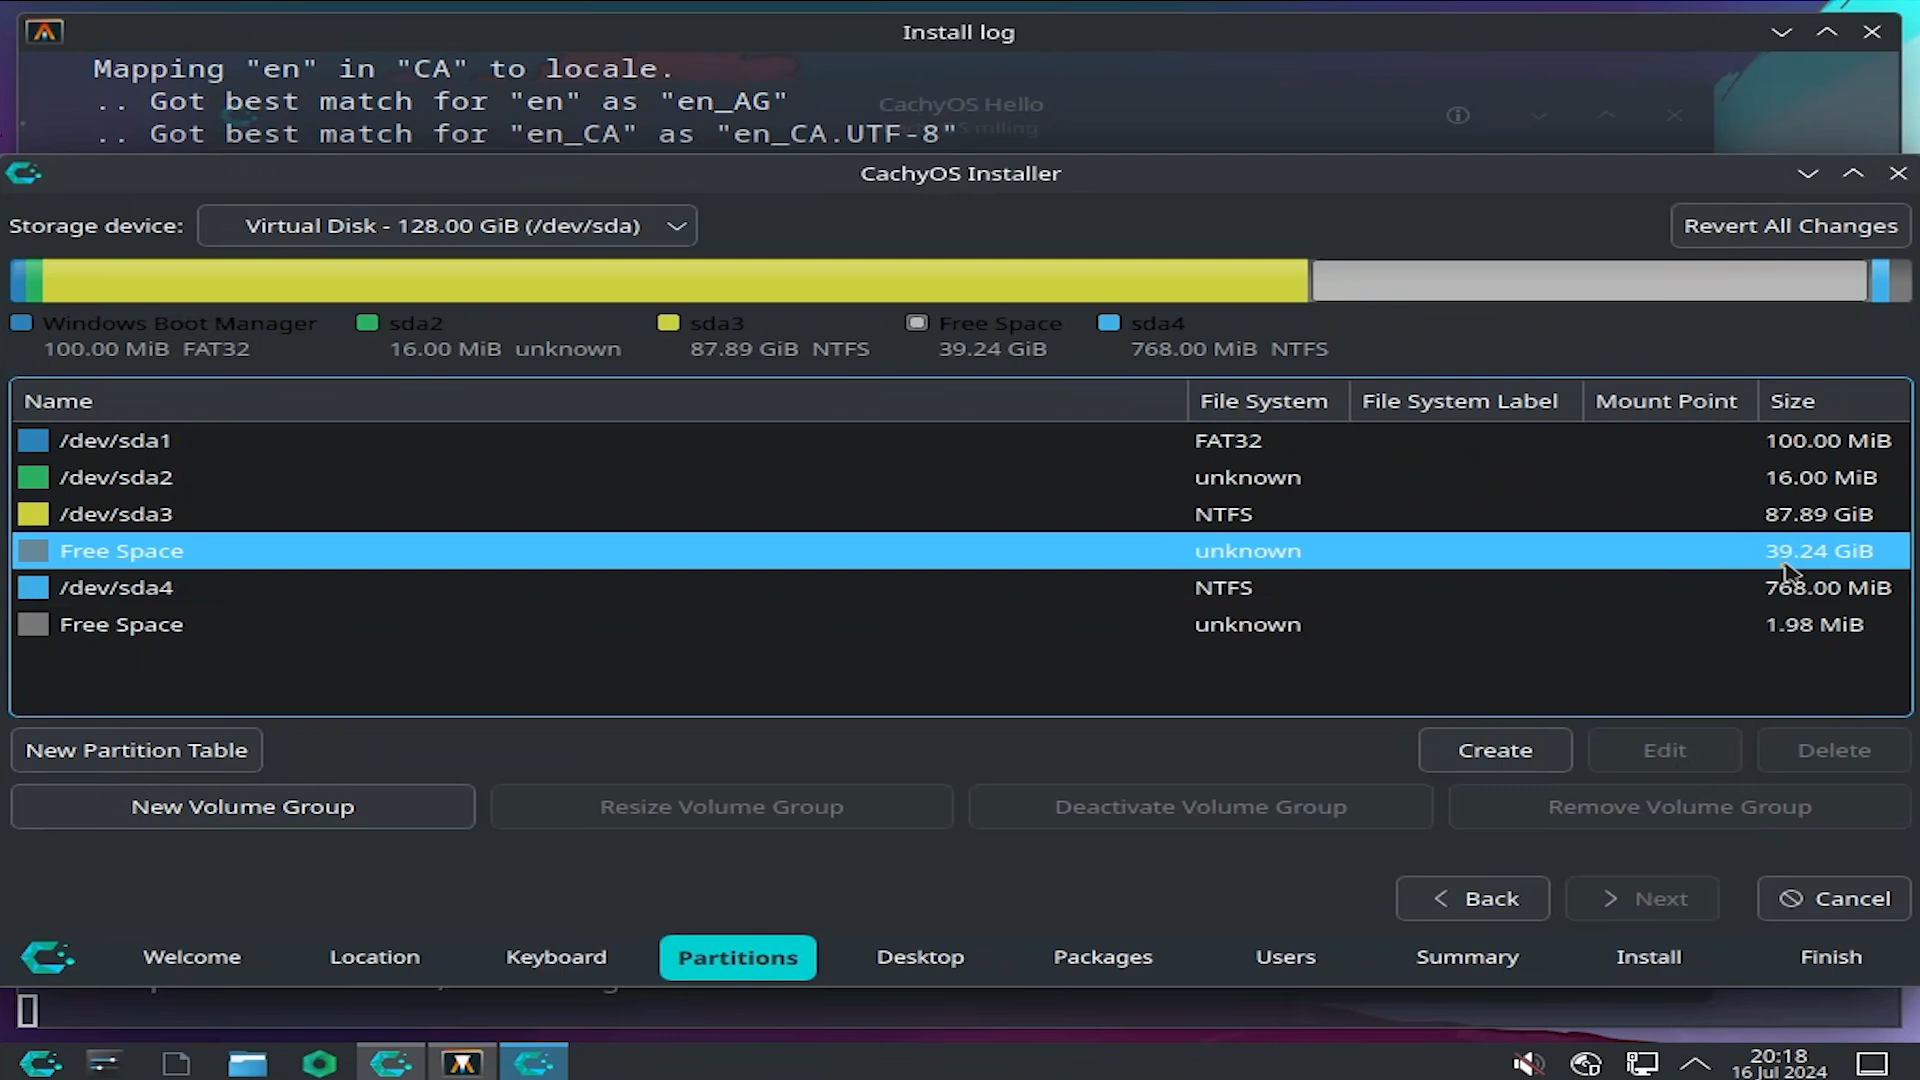 Install log
Mapping "en" in "CA" to locale.
.. Got best match for "en" as "en_AG"
.. Got best match for "en_CA" as "en_CA.UTF-8"
CachyOS Hello
CachyOS Installer
Storage device: Virtual Disk - 128.00 GiB (/dev/sda) Revert All Changes
Windows Boot Manager sda2 sda3 Free Space sda4
100.00 MiB FAT32 16.00 MiB unknown 87.89 GiB NTFS 39.24 GiB 768.00 MiB NTFS
Name File System File System Label Mount Point Size
/dev/sda1 FAT32 100.00 MiB
/dev/sda2 unknown 16.00 MiB
/dev/sda3 NTFS 87.89 GiB
Free Space unknown 39.24 GiB
/dev/sda4 NTFS 768.00 MiB
Free Space unknown 1.98 MiB
New Partition Table Create Edit Delete
New Volume Group Resize Volume Group Deactivate Volume Group Remove Volume Group
Back Next Cancel
Welcome Location Keyboard Partitions Desktop Packages Users Summary Install Finish
20:18
16 Jul 2024